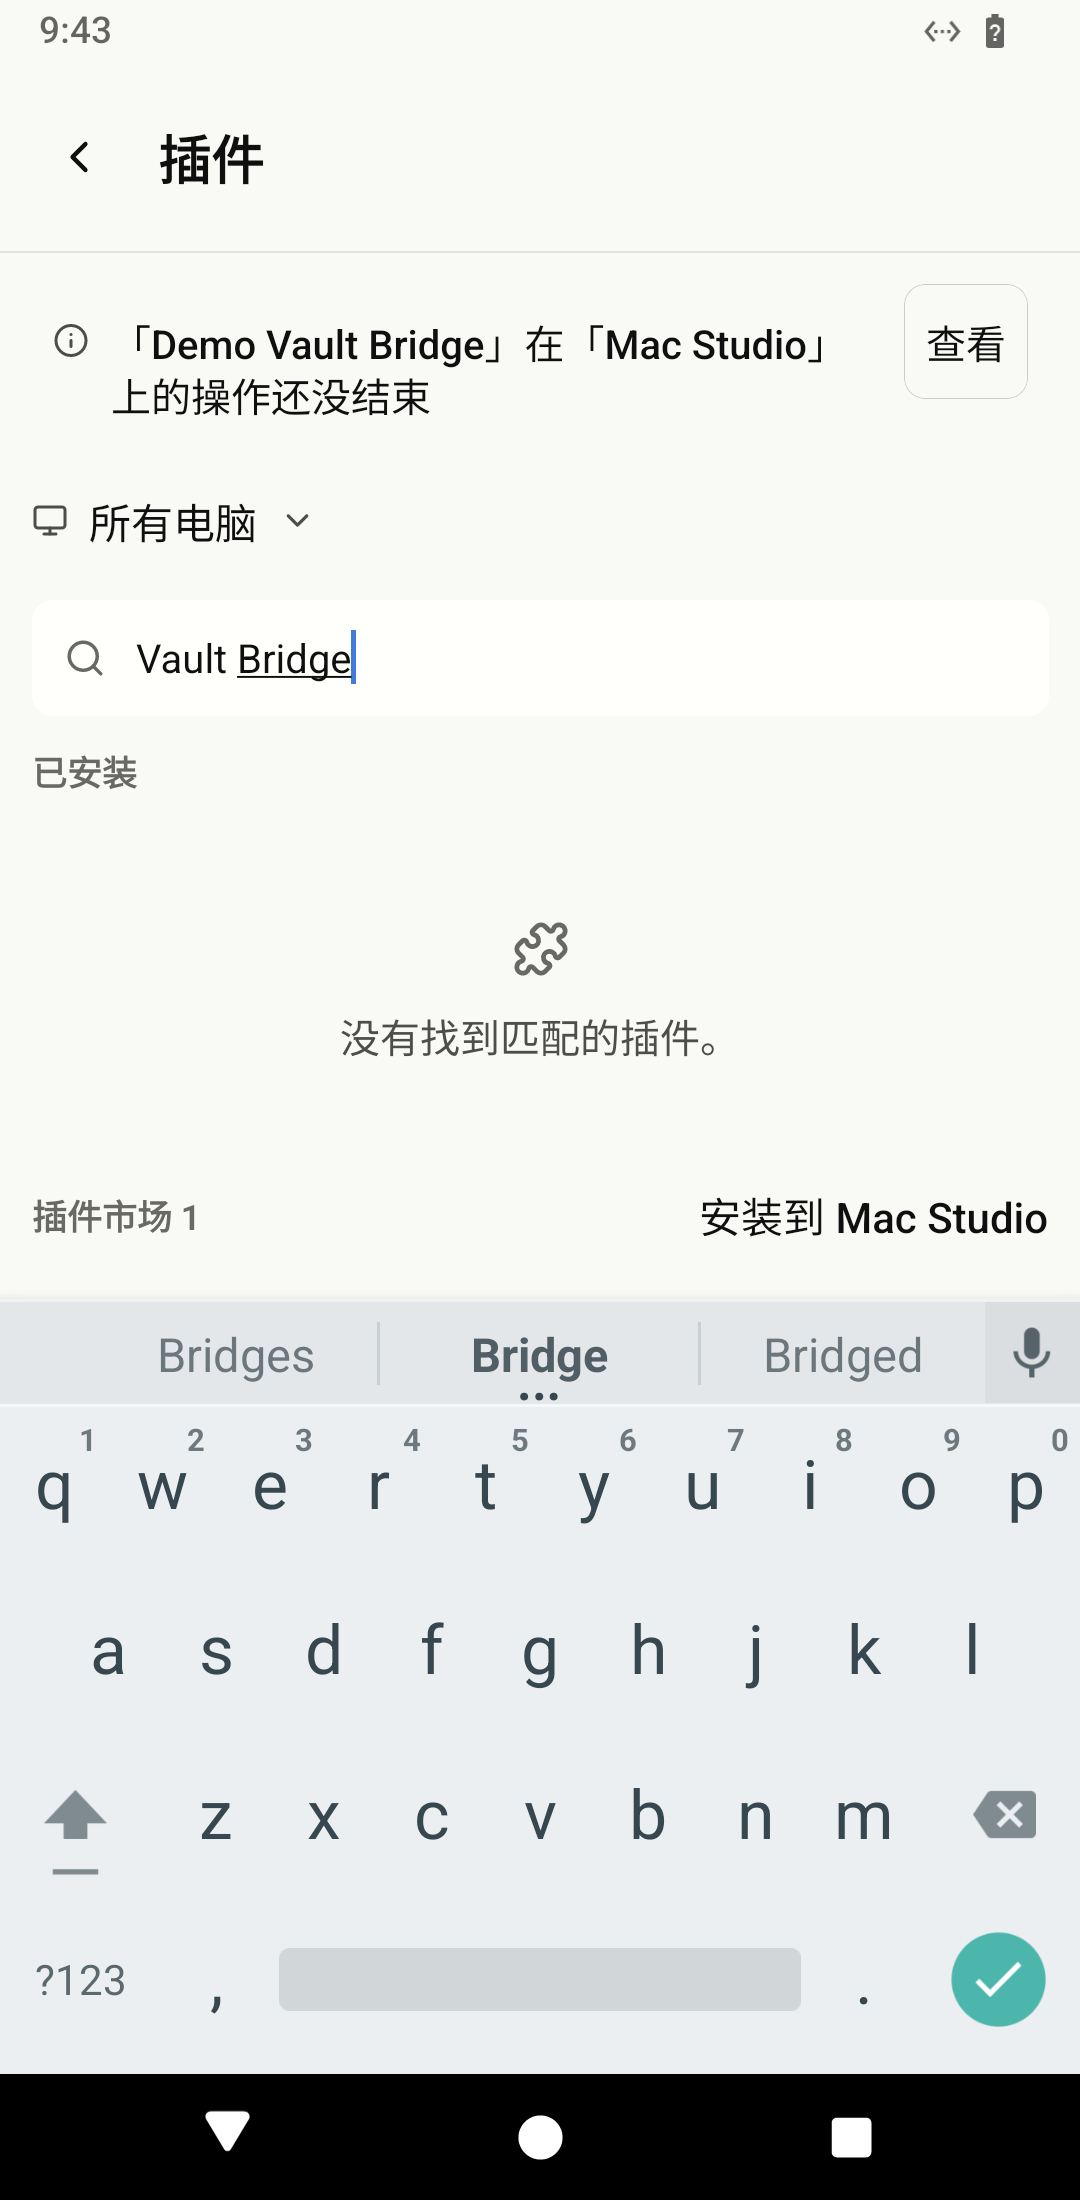 9:43
插件
「Demo Vault Bridge」在「Mac Studio」
上的操作还没结束
查看
所有电脑
Vault Bridge
已安装
没有找到匹配的插件。
插件市场 1
安装到 Mac Studio
Bridges Bridge Bridged
1 2 3 4 5 6 7 8 9 0
q w e r t y u i o p
a s d f g h j k l
z x c v b n m
?123 , .